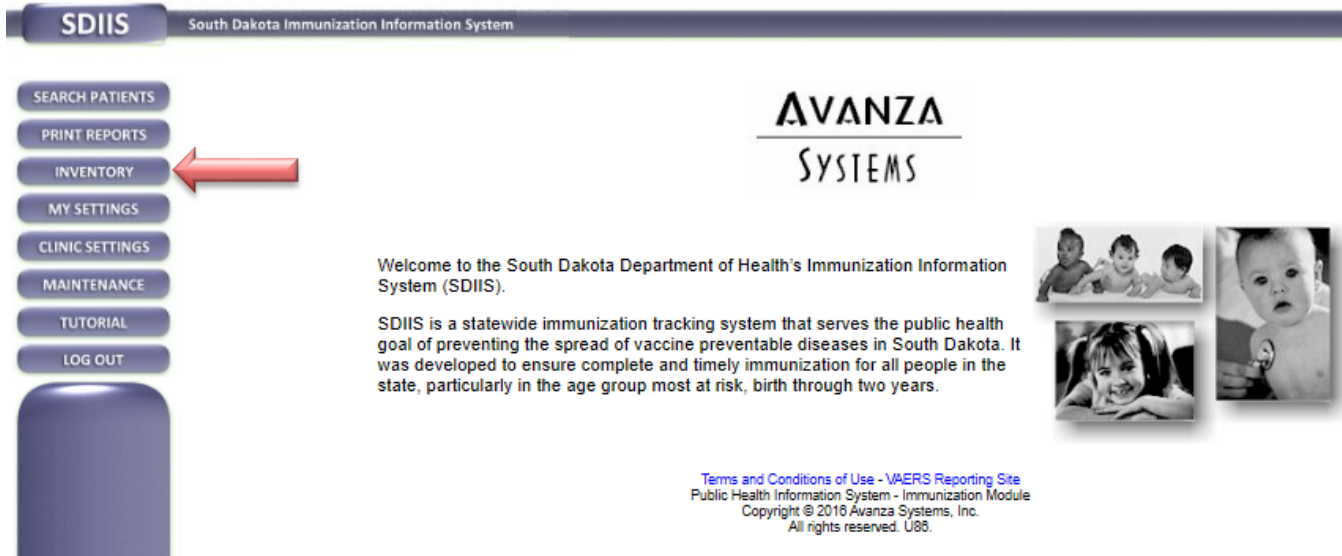 SDIIS
South Dakota Immunization Information System
SEARCH PATIENTS
PRINT REPORTS
INVENTORY
MY SETTINGS
CLINIC SETTINGS
MAINTENANCE
TUTORIAL
LOG OUT
AVANZA
SYSTEMS
Welcome to the South Dakota Department of Health's Immunization Information
System (SDIIS).
SDIIS is a statewide immunization tracking system that serves the public health
goal of preventing the spread of vaccine preventable diseases in South Dakota. It
was developed to ensure complete and timely immunization for all people in the
state, particularly in the age group most at risk, birth through two years.
Terms and Conditions of Use - VAERS Reporting Site
Public Health Information System - Immunization Module
Copyright © 2016 Avanza Systems, Inc.
All rights reserved. U86.